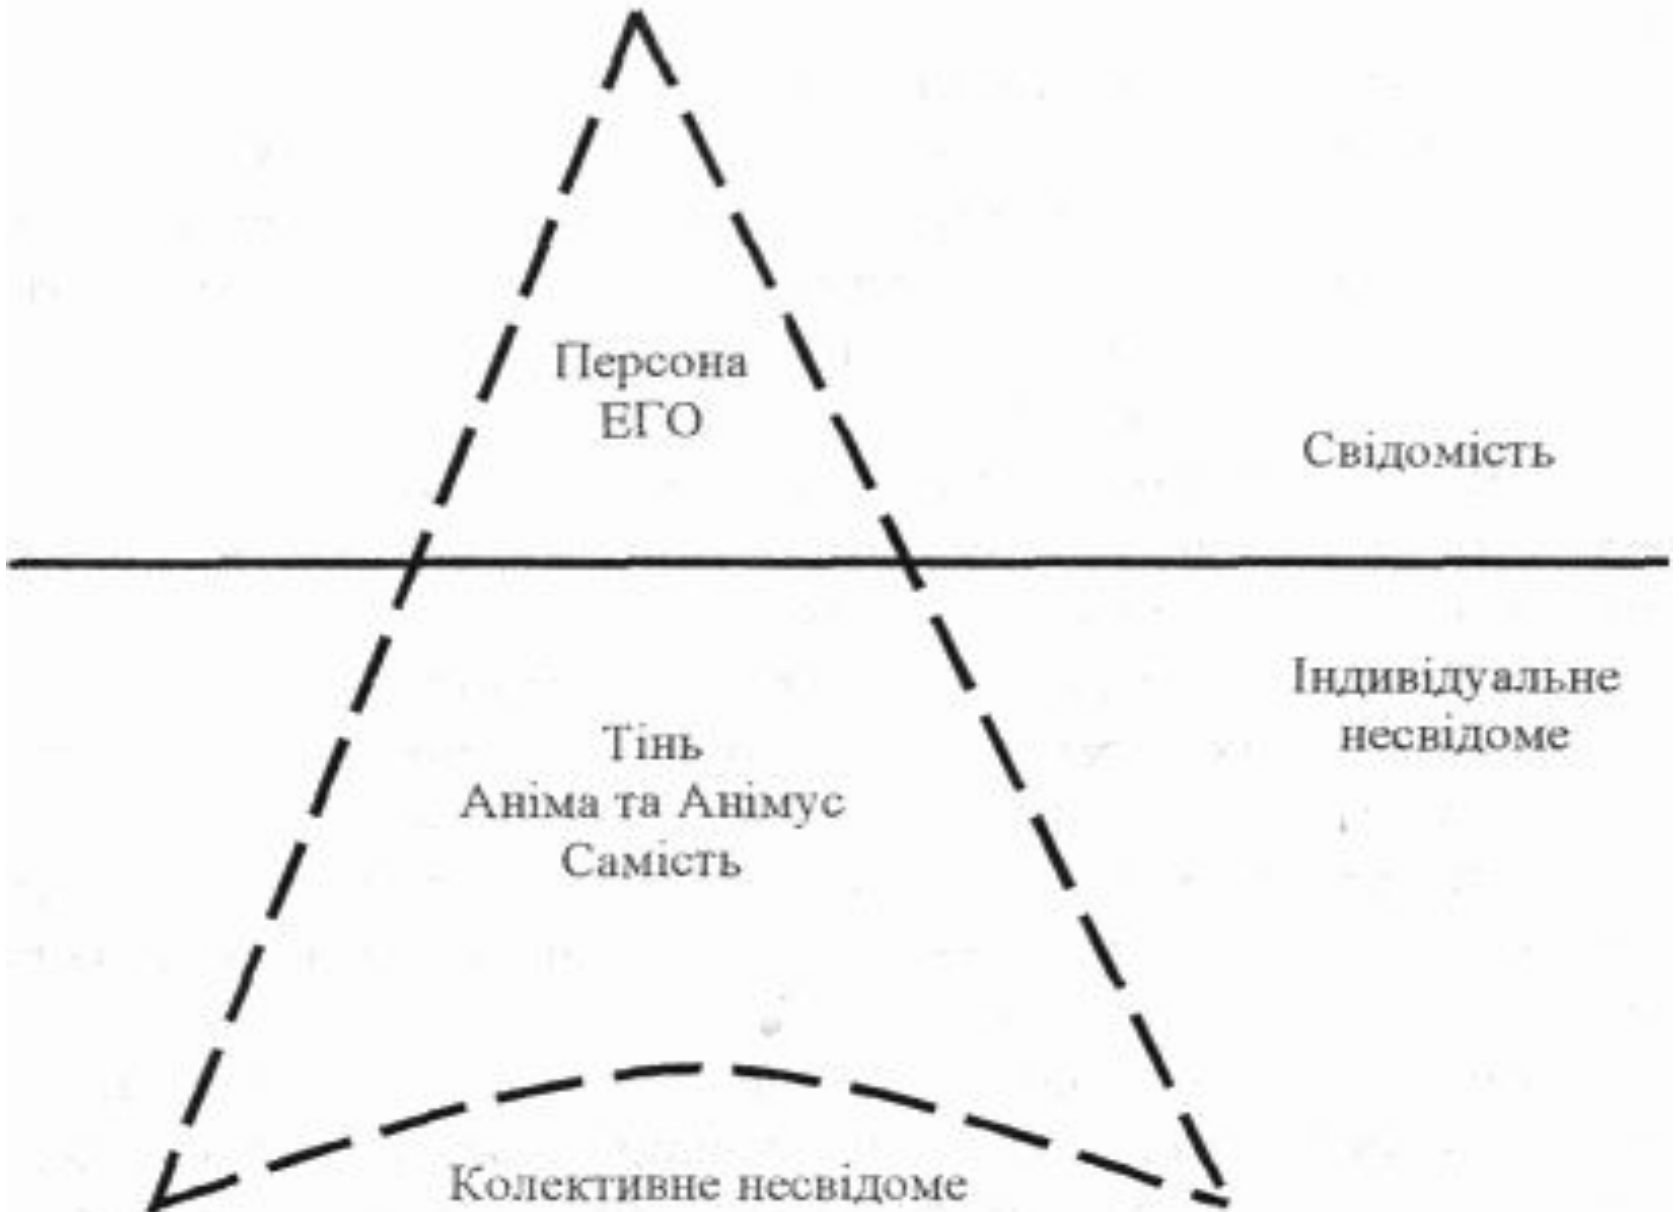 Персона
ЕГО
Свідомість
Індивідуальне
несвідоме
Тінь
Аніма та Анімус
Самість
Колективне несвідоме